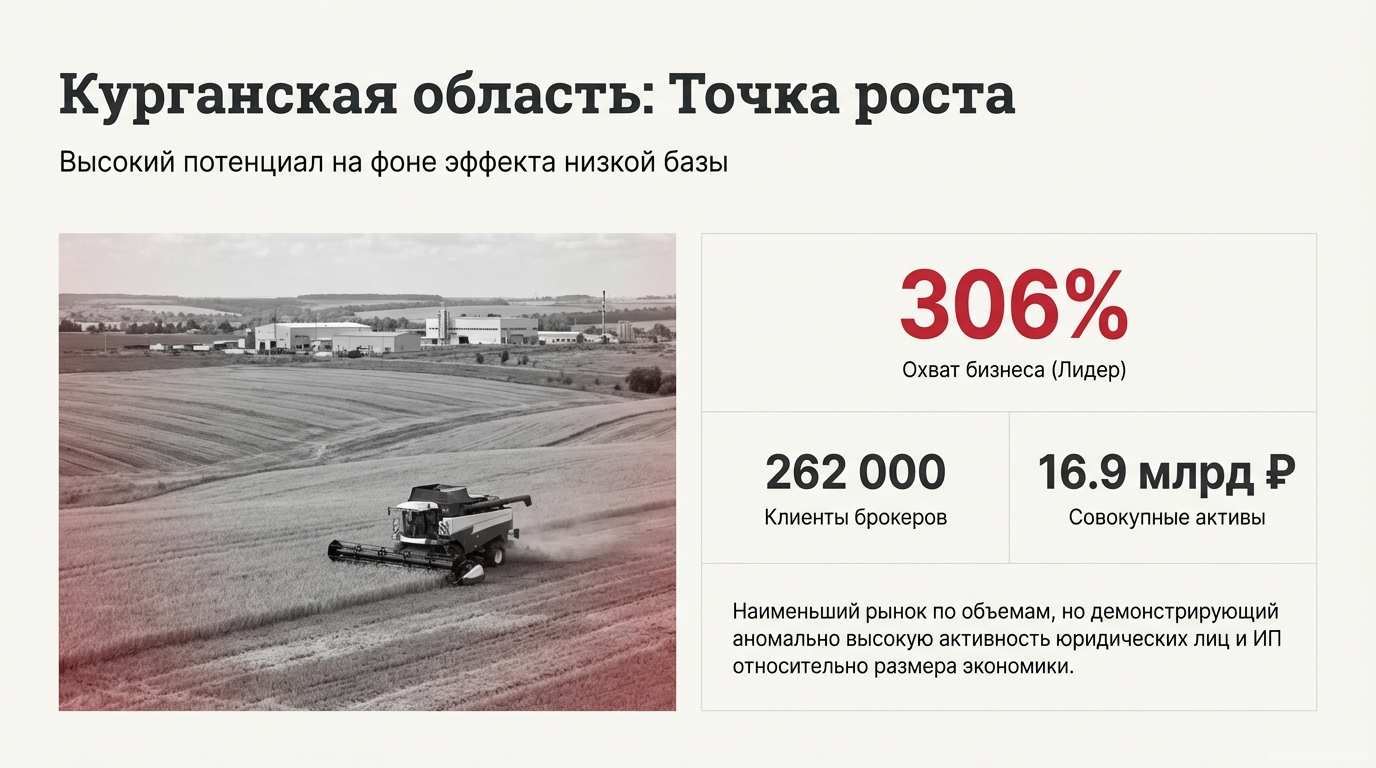 Курганская область: Точка роста
Высокий потенциал на фоне эффекта низкой базы
306%
Охват бизнеса (Лидер)
262 000
Клиенты брокеров
16.9 млрд ₽
Совокупные активы
Наименьший рынок по объемам, но демонстрирующий
аномально высокую активность юридических лиц и ИП
относительно размера экономики.